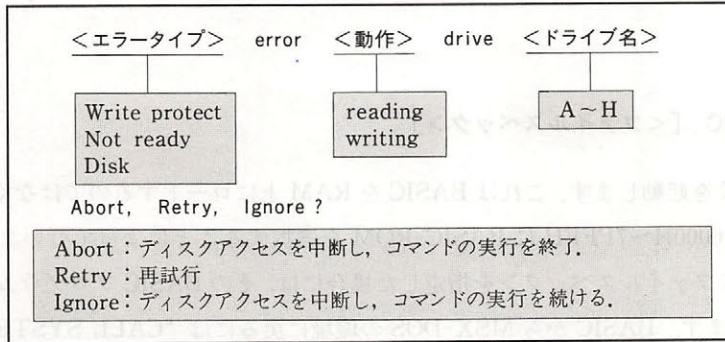 <エラータイプ> error <動作> drive <ドライブ名>
Write protect
Not ready
Disk
reading
writing
A~H
Abort, Retry, Ignore ?
Abort：ディスクアクセスを中断し，コマンドの実行を終了．
Retry：再試行
Ignore：ディスクアクセスを中断し，コマンドの実行を続ける．